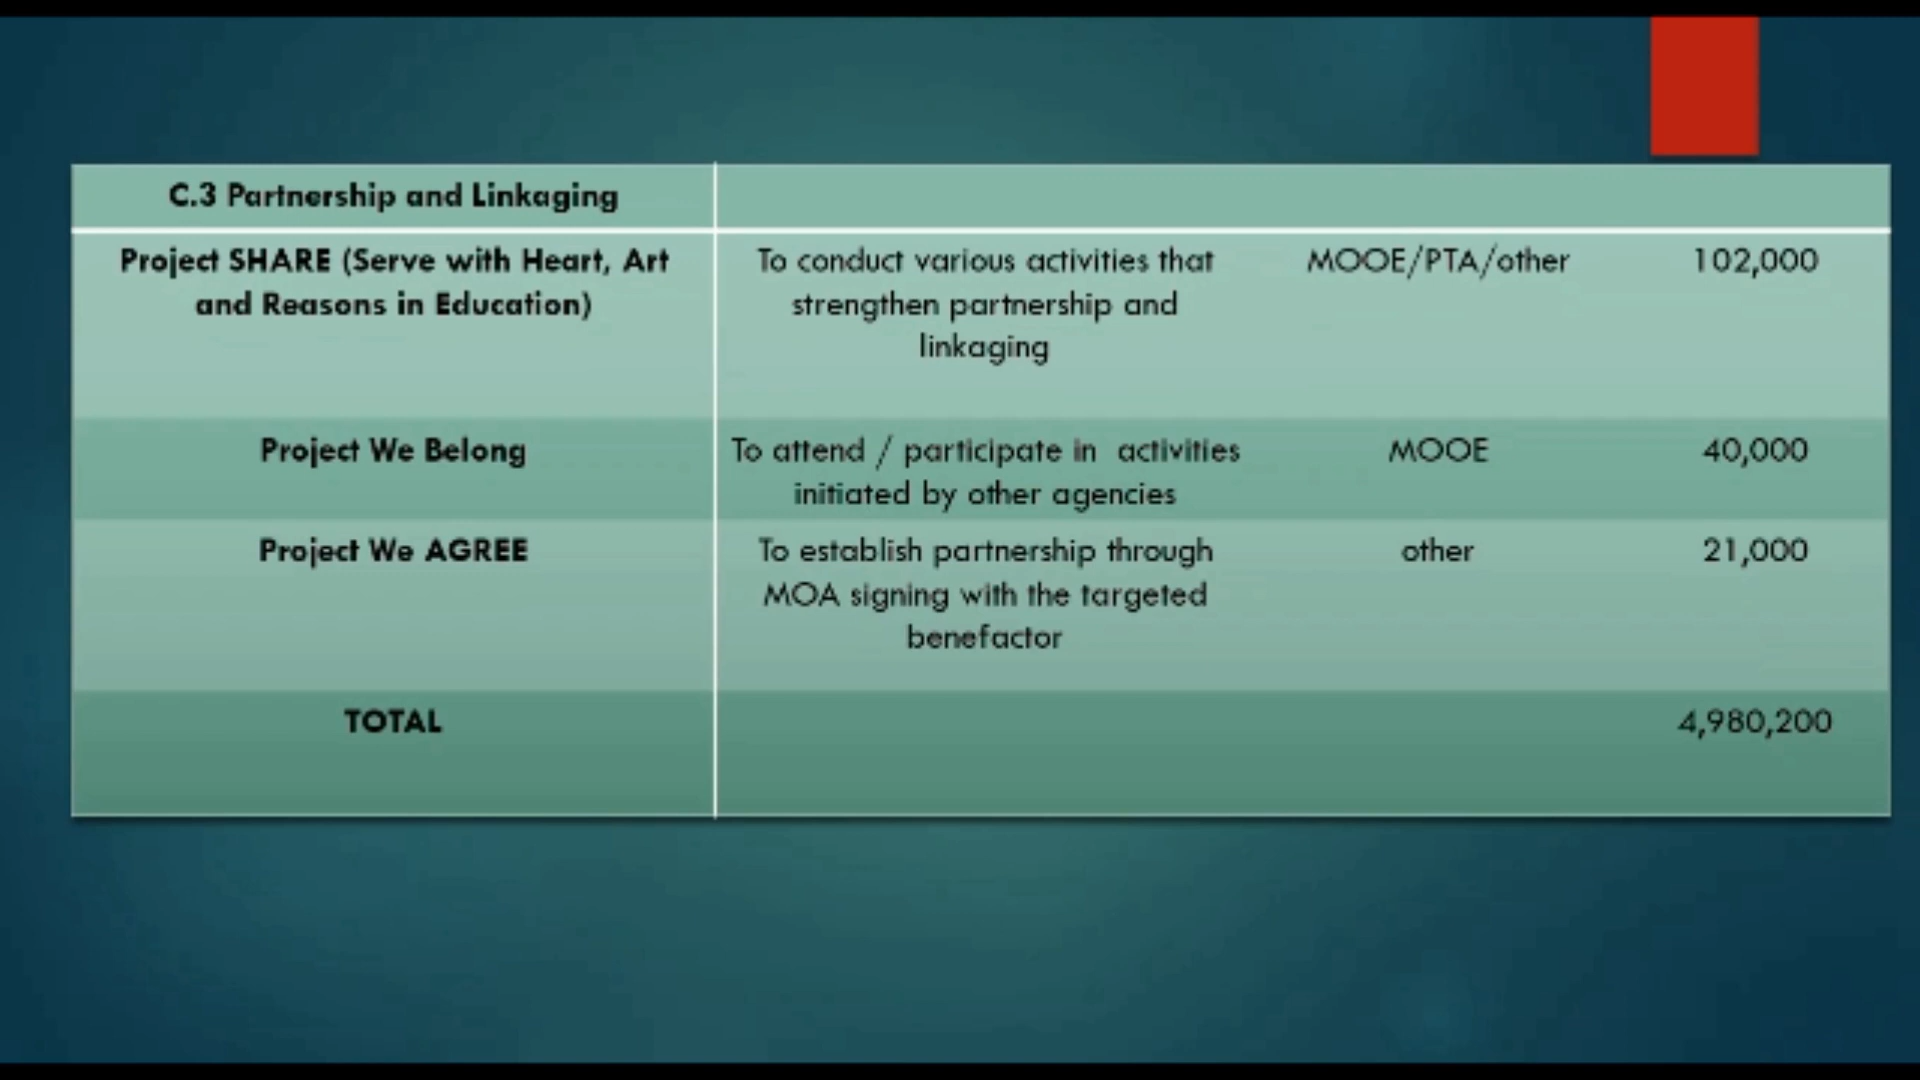 C.3 Partnership and Linkaging
Project SHARE (Serve with Heart, Art
and Reasons in Education)
To conduct various activities that
strengthen partnership and
linkaging
MOOE/PTA/other
102,000
Project We Belong
To attend / participate in activities
initiated by other agencies
MOOE
40,000
Project We AGREE
To establish partnership through
MOA signing with the targeted
benefactor
other
21,000
TOTAL
4,980,200